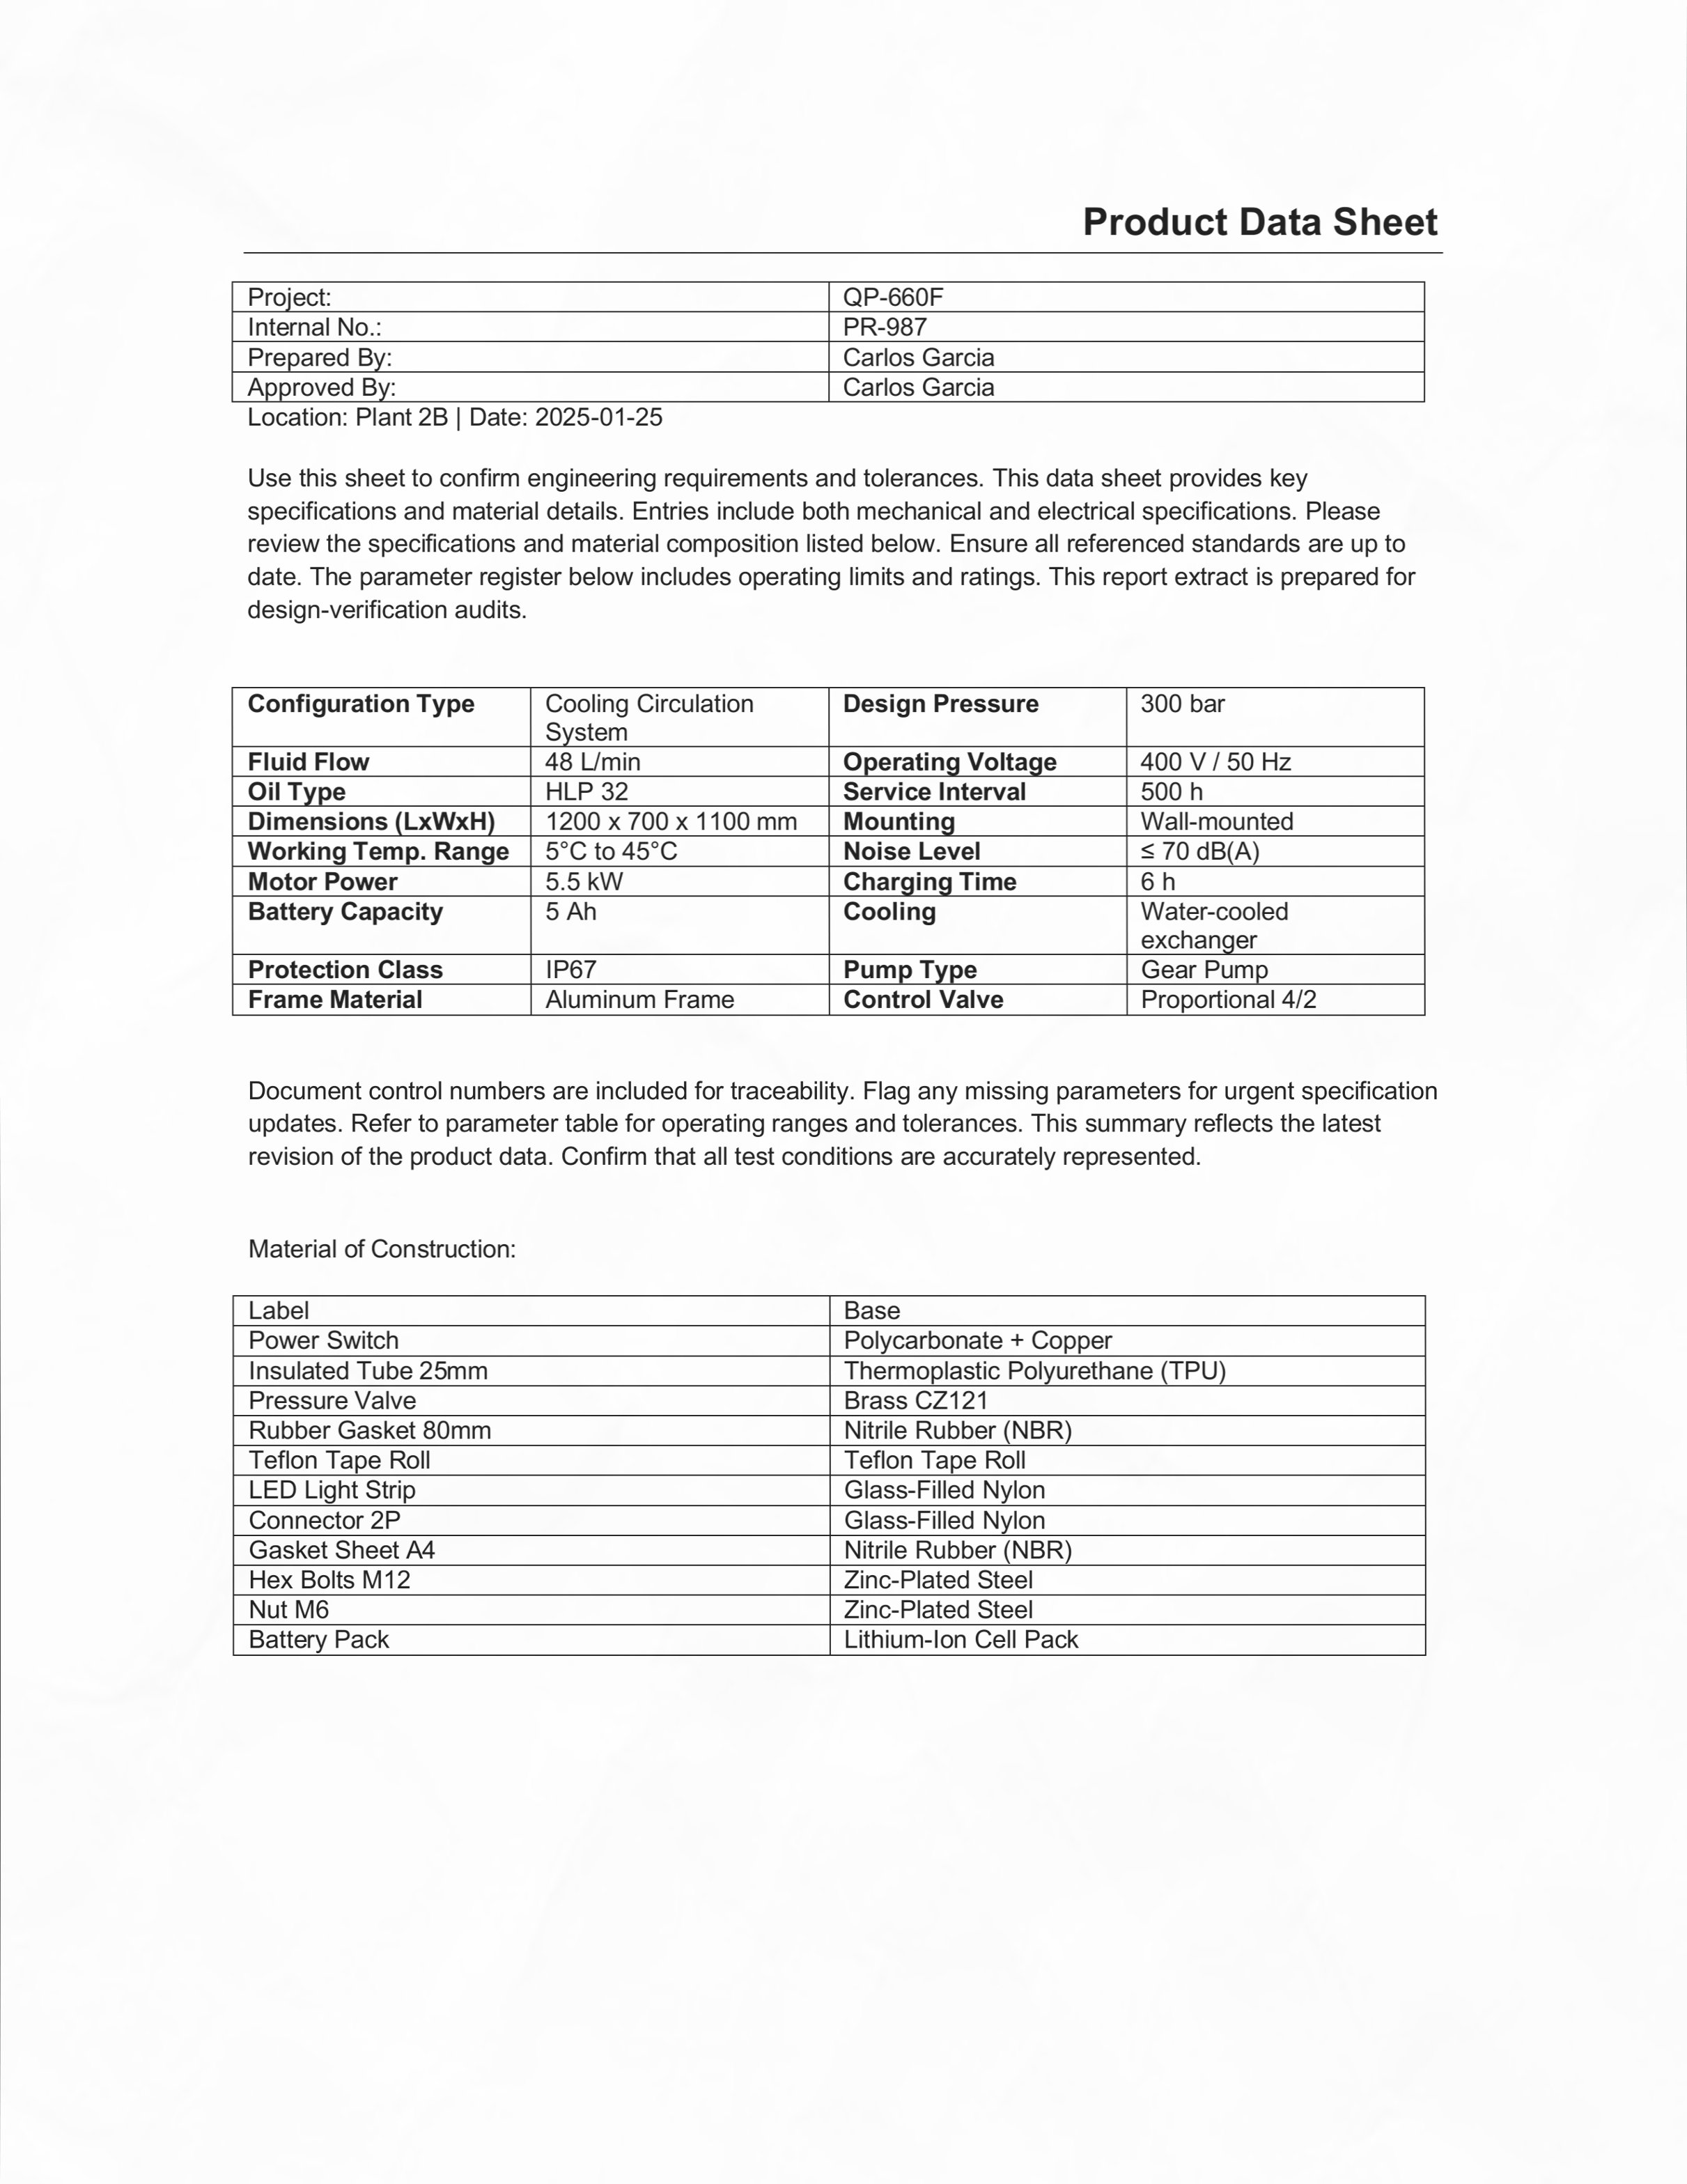 Product Data Sheet
Project: QP-660F
Internal No.: PR-987
Prepared By: Carlos Garcia
Approved By: Carlos Garcia
Location: Plant 2B | Date: 2025-01-25
Use this sheet to confirm engineering requirements and tolerances. This data sheet provides key
specifications and material details. Entries include both mechanical and electrical specifications. Please
review the specifications and material composition listed below. Ensure all referenced standards are up to
date. The parameter register below includes operating limits and ratings. This report extract is prepared for
design-verification audits.
Configuration Type Cooling Circulation System Design Pressure 300 bar
Fluid Flow 48 L/min Operating Voltage 400 V / 50 Hz
Oil Type HLP 32 Service Interval 500 h
Dimensions (LxWxH) 1200 x 700 x 1100 mm Mounting Wall-mounted
Working Temp. Range 5°C to 45°C Noise Level ≤ 70 dB(A)
Motor Power 5.5 kW Charging Time 6 h
Battery Capacity 5 Ah Cooling Water-cooled exchanger
Protection Class IP67 Pump Type Gear Pump
Frame Material Aluminum Frame Control Valve Proportional 4/2
Document control numbers are included for traceability. Flag any missing parameters for urgent specification
updates. Refer to parameter table for operating ranges and tolerances. This summary reflects the latest
revision of the product data. Confirm that all test conditions are accurately represented.
Material of Construction:
Label Base
Power Switch Polycarbonate + Copper
Insulated Tube 25mm Thermoplastic Polyurethane (TPU)
Pressure Valve Brass CZ121
Rubber Gasket 80mm Nitrile Rubber (NBR)
Teflon Tape Roll Teflon Tape Roll
LED Light Strip Glass-Filled Nylon
Connector 2P Glass-Filled Nylon
Gasket Sheet A4 Nitrile Rubber (NBR)
Hex Bolts M12 Zinc-Plated Steel
Nut M6 Zinc-Plated Steel
Battery Pack Lithium-Ion Cell Pack